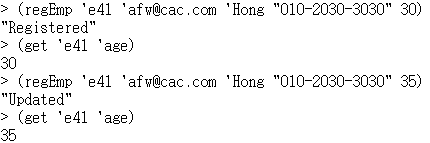 > (regEmp 'e41 'afw@cac.com 'Hong "010-2030-3030" 30)
"Registered"
> (get 'e41 'age)
30
> (regEmp 'e41 'afw@cac.com 'Hong "010-2030-3030" 35)
"Updated"
> (get 'e41 'age)
35